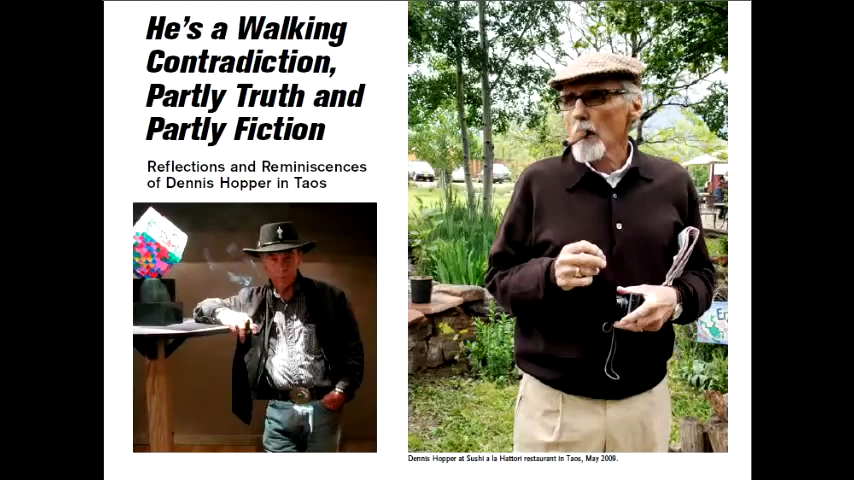 He's a Walking
Contradiction,
Partly Truth and
Partly Fiction
Reflections and Reminiscences
of Dennis Hopper in Taos
Dennis Hopper at Sushi a la Hattori restaurant in Taos, May 2009.